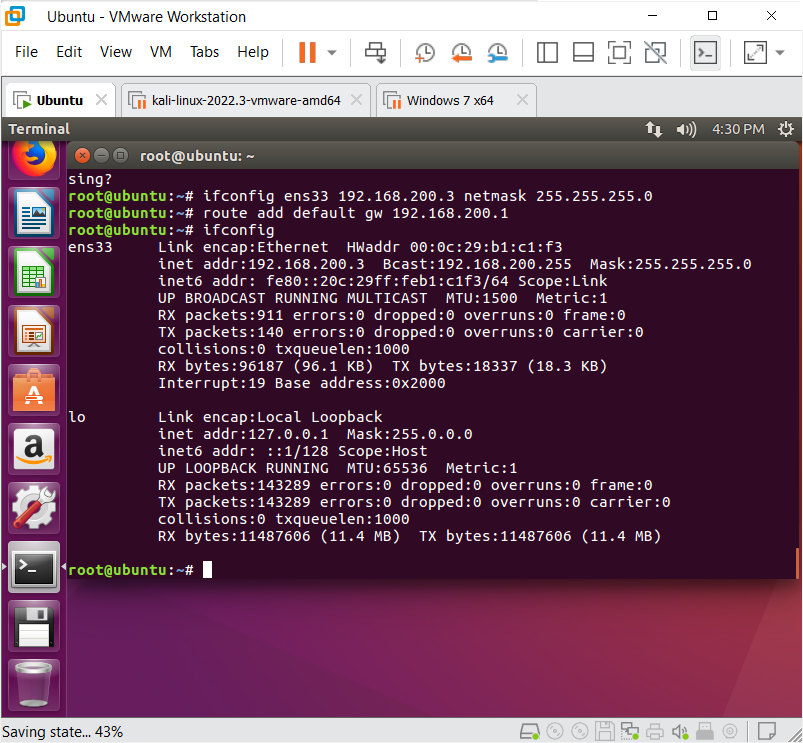 Ubuntu - VMware Workstation
File Edit View VM Tabs Help
Ubuntu kali-linux-2022.3-vmware-amd64 Windows 7 x64
Terminal 4:30 PM
root@ubuntu: ~
sing?
root@ubuntu:~# ifconfig ens33 192.168.200.3 netmask 255.255.255.0
root@ubuntu:~# route add default gw 192.168.200.1
root@ubuntu:~# ifconfig
ens33 Link encap:Ethernet HWaddr 00:0c:29:b1:c1:f3
inet addr:192.168.200.3 Bcast:192.168.200.255 Mask:255.255.255.0
inet6 addr: fe80::20c:29ff:feb1:c1f3/64 Scope:Link
UP BROADCAST RUNNING MULTICAST MTU:1500 Metric:1
RX packets:911 errors:0 dropped:0 overruns:0 frame:0
TX packets:140 errors:0 dropped:0 overruns:0 carrier:0
collisions:0 txqueuelen:1000
RX bytes:96187 (96.1 KB) TX bytes:18337 (18.3 KB)
Interrupt:19 Base address:0x2000
lo Link encap:Local Loopback
inet addr:127.0.0.1 Mask:255.0.0.0
inet6 addr: ::1/128 Scope:Host
UP LOOPBACK RUNNING MTU:65536 Metric:1
RX packets:143289 errors:0 dropped:0 overruns:0 frame:0
TX packets:143289 errors:0 dropped:0 overruns:0 carrier:0
collisions:0 txqueuelen:1000
RX bytes:11487606 (11.4 MB) TX bytes:11487606 (11.4 MB)
root@ubuntu:~#
Saving state... 43%